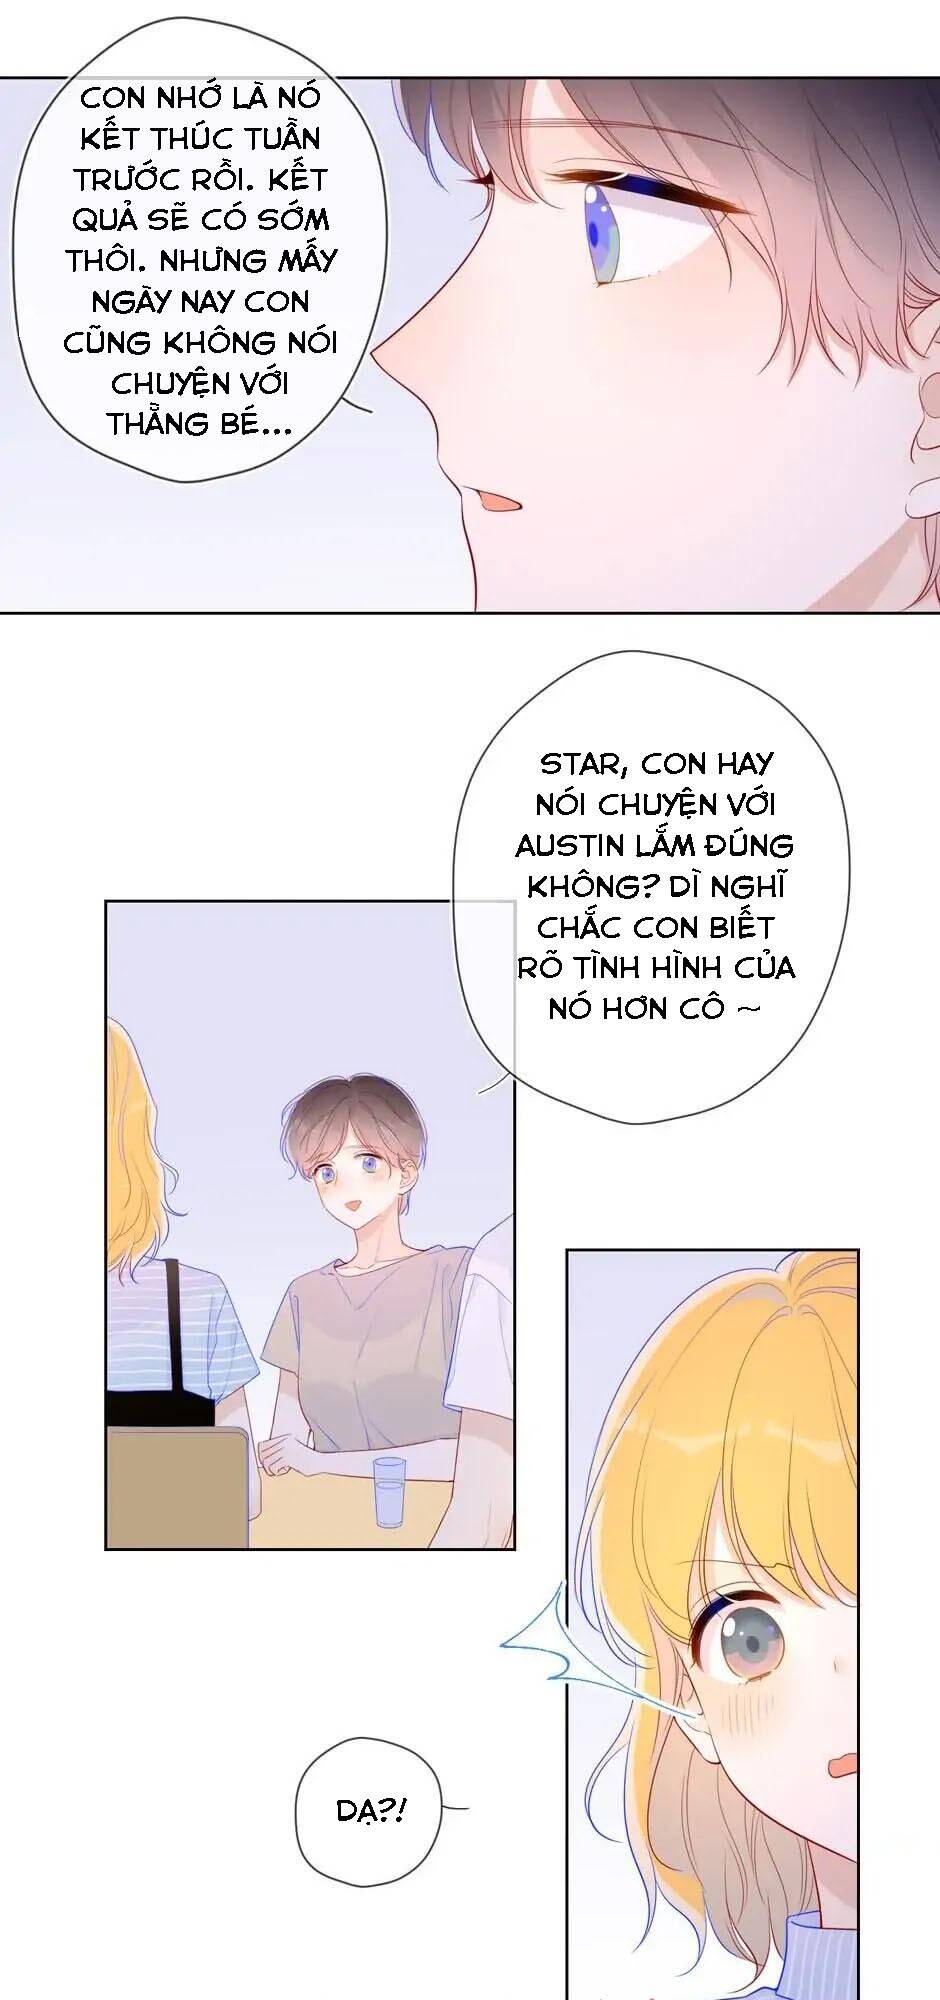 CON NHỚ LÀ NÓ
KẾT THÚC TUẦN
TRƯỚC RỒI. KẾT
QUẢ SẼ CÓ SỚM
THÔI. NHƯNG MẤY
NGÀY NAY CON
CŨNG KHÔNG NÓI
CHUYỆN VỚI
THẰNG BÉ...
STAR, CON HAY
NÓI CHUYỆN VỚI
AUSTIN LẮM ĐÚNG
KHÔNG? DÌ NGHĨ
CHẮC CON BIẾT
RÕ TÌNH HÌNH CỦA
NÓ HƠN CÔ ~
DẠ?!